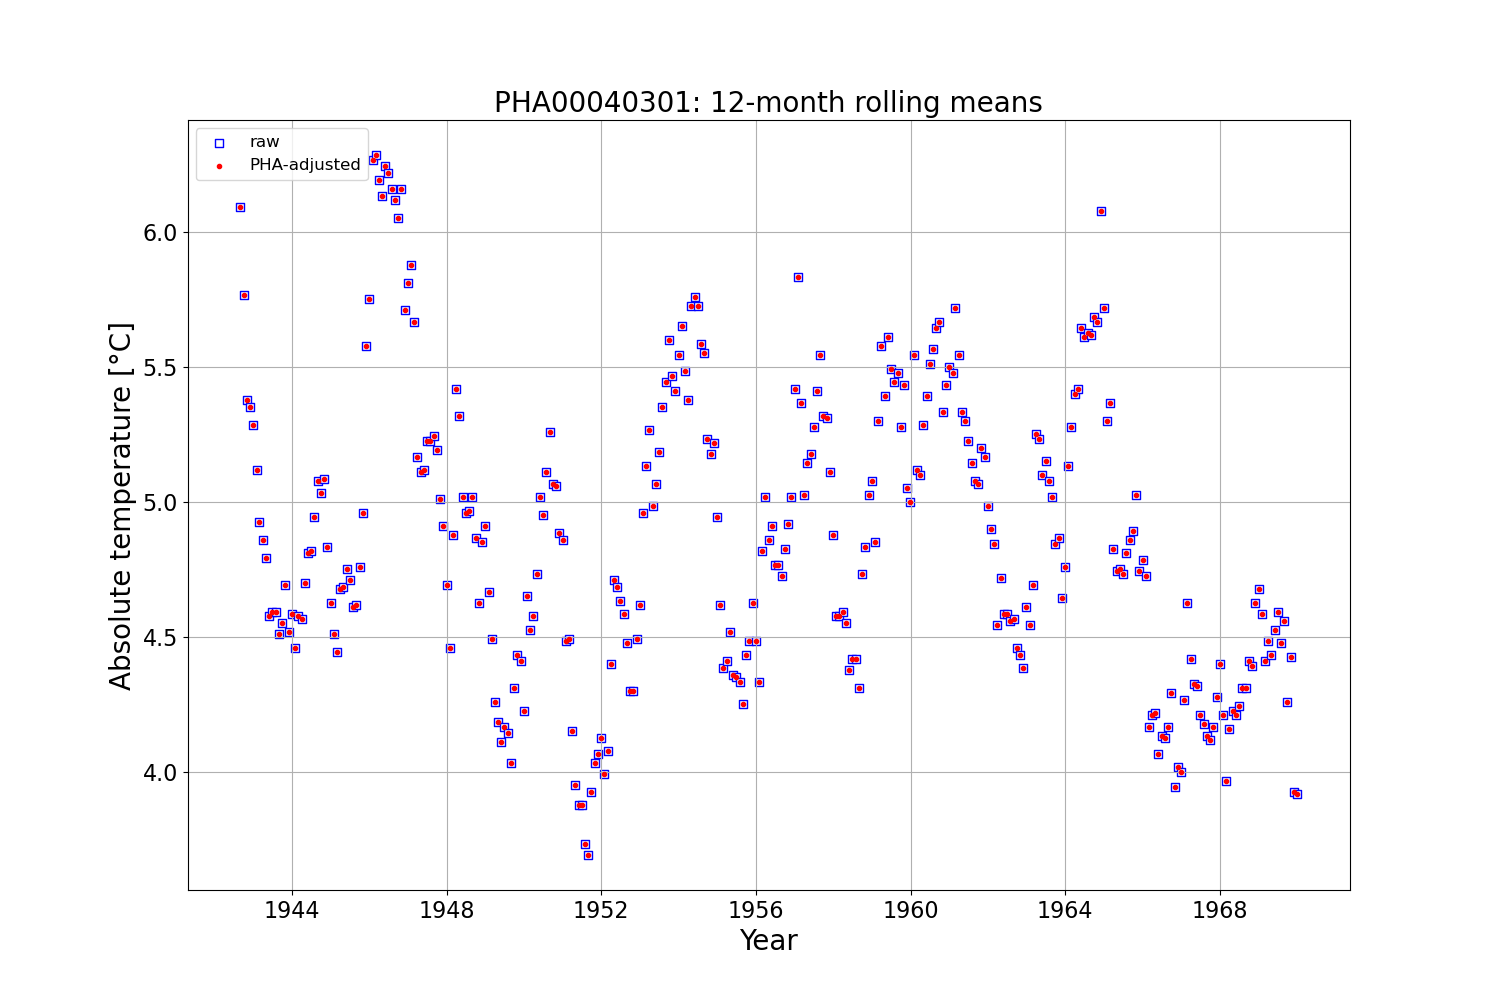 PHA00040301: 12-month rolling means
raw
PHA-adjusted
6.0
5.5
5.0
4.5
4.0
Absolute temperature [°C]
1944 1948 1952 1956 1960 1964 1968
Year